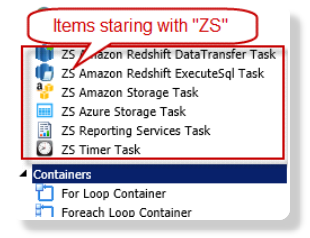 Items staring with "ZS"
ZS Amazon Redshift DataTransfer Task
ZS Amazon Redshift ExecuteSql Task
ZS Amazon Storage Task
ZS Azure Storage Task
ZS Reporting Services Task
ZS Timer Task
Containers
For Loop Container
Foreach Loop Container